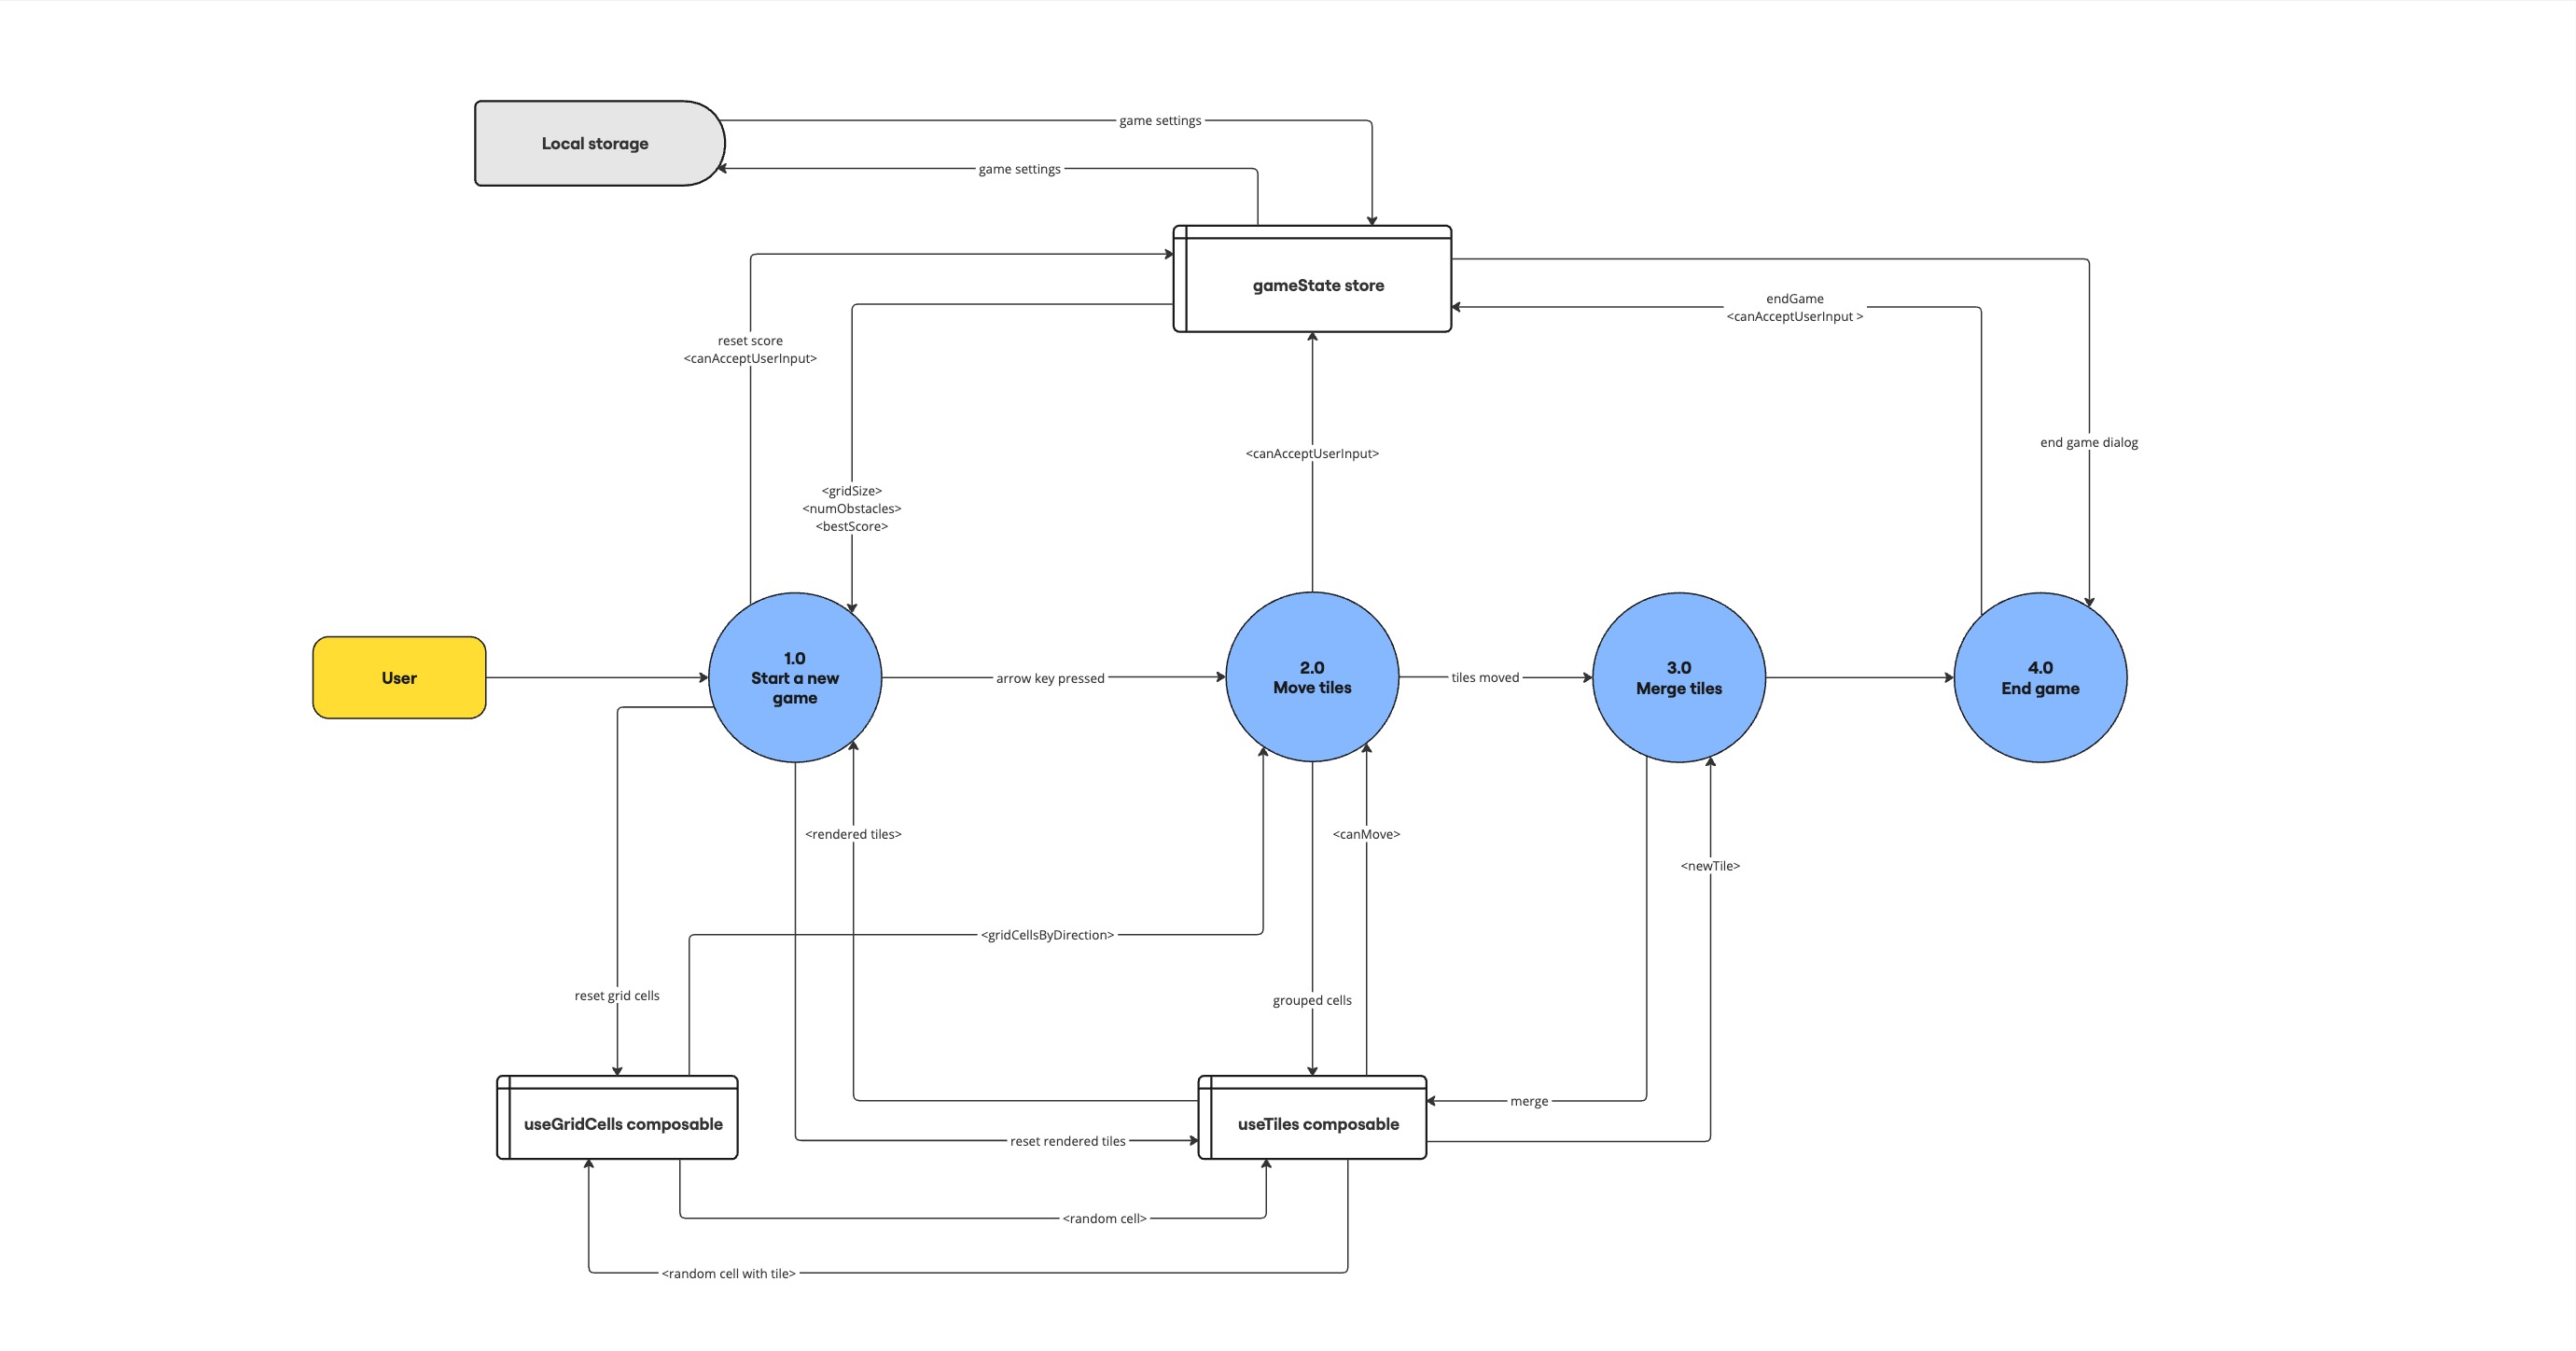 game settings
Local storage
game settings
gameState store
endGame
<canAcceptUserInput >
reset score
<canAcceptUserInput>
end game dialog
<canAcceptUserInput>
<gridSize>
<numObstacles>
<bestScore>
User
1.0
Start a new
game
arrow key pressed
2.0
Move tiles
tiles moved
3.0
Merge tiles
4.0
End game
<rendered tiles>
<canMove>
<newTile>
<gridCellsByDirection>
reset grid cells
grouped cells
merge
useGridCells composable
useTiles composable
reset rendered tiles
<random cell>
<random cell with tile>